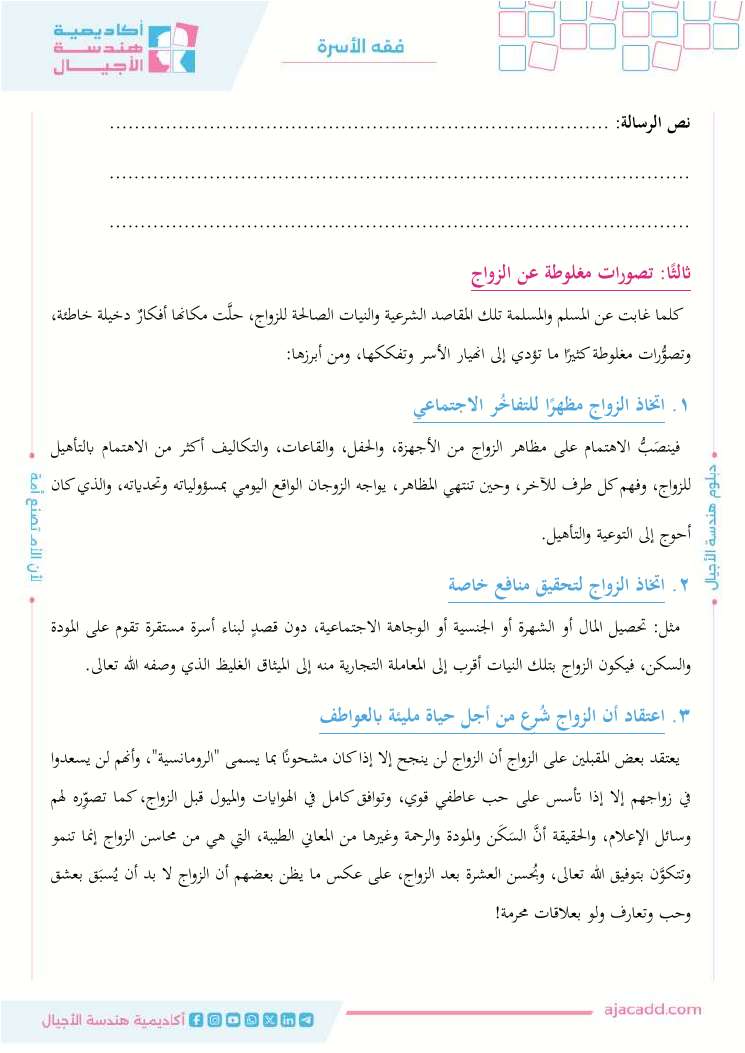 أكاديمية
هندسة
الأجيال
فقه الأسرة
نص الرسالة: ................................................................................
.............................................................................................
.............................................................................................
ثالثًا: تصورات مغلوطة عن الزواج
كلما غابت عن المسلم والمسلمة تلك المقاصد الشرعية والنيات الصالحة للزواج، حلَّت مكانها أفكارٌ دخيلة خاطئة،
وتصوُّرات مغلوطة كثيرًا ما تؤدي إلى انهيار الأسر وتفككها، ومن أبرزها:
١. اتخاذ الزواج مظهرًا للتفاخُر الاجتماعي
فينصَبُّ الاهتمام على مظاهر الزواج من الأجهزة، والحفل، والقاعات، والتكاليف أكثر من الاهتمام بالتأهيل
للزواج، وفهم كل طرف للآخر، وحين تنتهي المظاهر، يواجه الزوجان الواقع اليومي بمسؤولياته وتحدياته، والذي كان
أحوج إلى التوعية والتأهيل.
٢. اتخاذ الزواج لتحقيق منافع خاصة
مثل: تحصيل المال أو الشهرة أو الجنسية أو الوجاهة الاجتماعية، دون قصدٍ لبناء أسرة مستقرة تقوم على المودة
والسكن، فيكون الزواج بتلك النيات أقرب إلى المعاملة التجارية منه إلى الميثاق الغليظ الذي وصفه الله تعالى.
٣. اعتقاد أن الزواج شُرع من أجل حياة مليئة بالعواطف
يعتقد بعض المقبلين على الزواج أن الزواج لن ينجح إلا إذا كان مشحونًا بما يسمى "الرومانسية"، وأنهم لن يسعدوا
في زواجهم إلا إذا تأسس على حب عاطفي قوي، وتوافق كامل في الهوايات والميول قبل الزواج، كما تصوِّره لهم
وسائل الإعلام، والحقيقة أنَّ السَكَن والمودة والرحمة وغيرها من المعاني الطيبة، التي هي من محاسن الزواج إنما تنمو
وتتكوَّن بتوفيق الله تعالى، وبحُسن العشرة بعد الزواج، على عكس ما يظن بعضهم أن الزواج لا بد أن يُسبَق بعشق
وحب وتعارف ولو بعلاقات محرمة!
دبلوم هندسة الأجيال
لأن الأم تصنع أمة
أكاديمية هندسة الأجيال
ajacadd.com